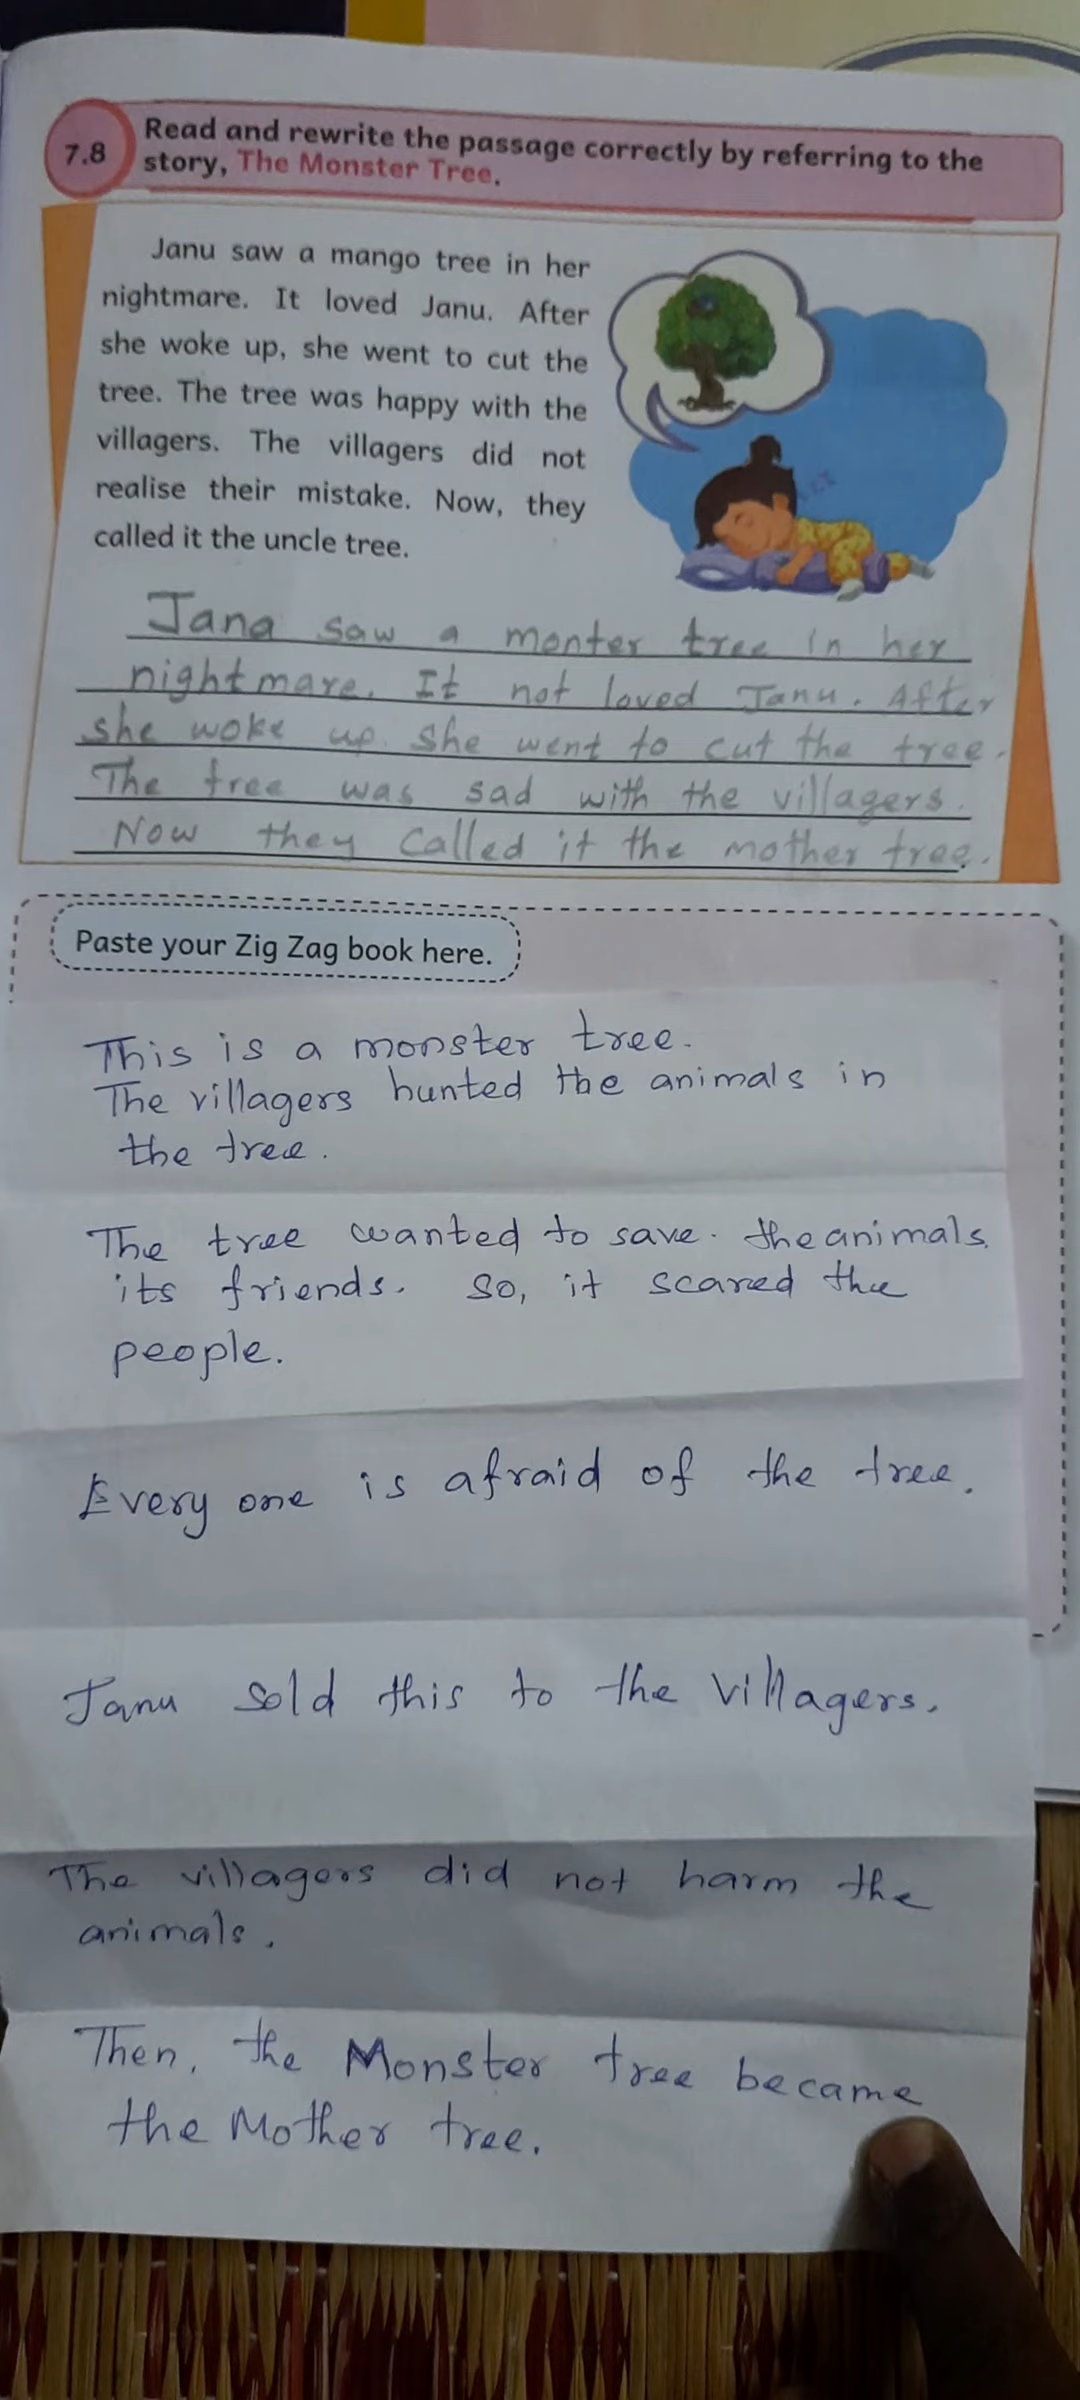 7.8
Read and rewrite the passage correctly by referring to the
story, The Monster Tree.
Janu saw a mango tree in her
nightmare. It loved Janu. After
she woke up, she went to cut the
tree. The tree was happy with the
villagers. The villagers did not
realise their mistake. Now, they
called it the uncle tree.
zzz
Jana saw a monter tree in her
nightmare. It not loved Janu. After
she woke up. She went to cut the tree.
The tree was sad with the villagers.
Now they called it the mother tree.
Paste your Zig Zag book here.
This is a monster tree.
The villagers hunted the animals in
the tree.
The tree wanted to save. the animals.
its friends. So, it scared the
people.
Every one is afraid of the tree.
Janu sold this to the villagers.
The villagers did not harm the
animals.
Then, the Monster tree became
the Mother tree.